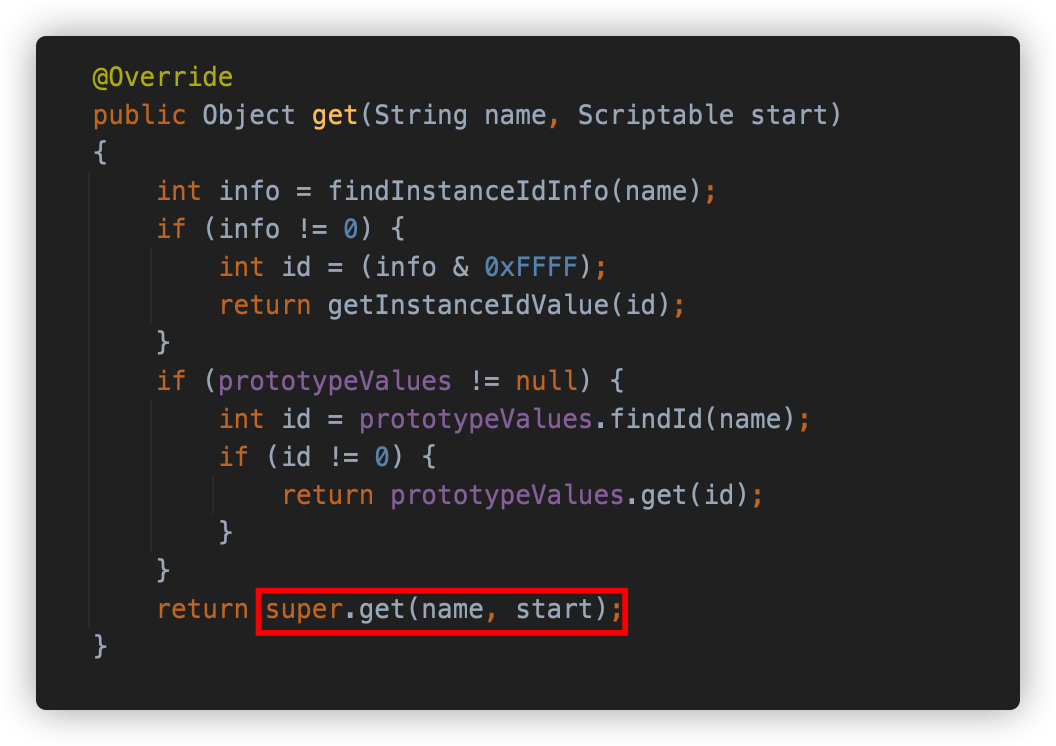 @Override
public Object get(String name, Scriptable start)
{
    int info = findInstanceIdInfo(name);
    if (info != 0) {
        int id = (info & 0xFFFF);
        return getInstanceIdValue(id);
    }
    if (prototypeValues != null) {
        int id = prototypeValues.findId(name);
        if (id != 0) {
            return prototypeValues.get(id);
        }
    }
    return super.get(name, start);
}